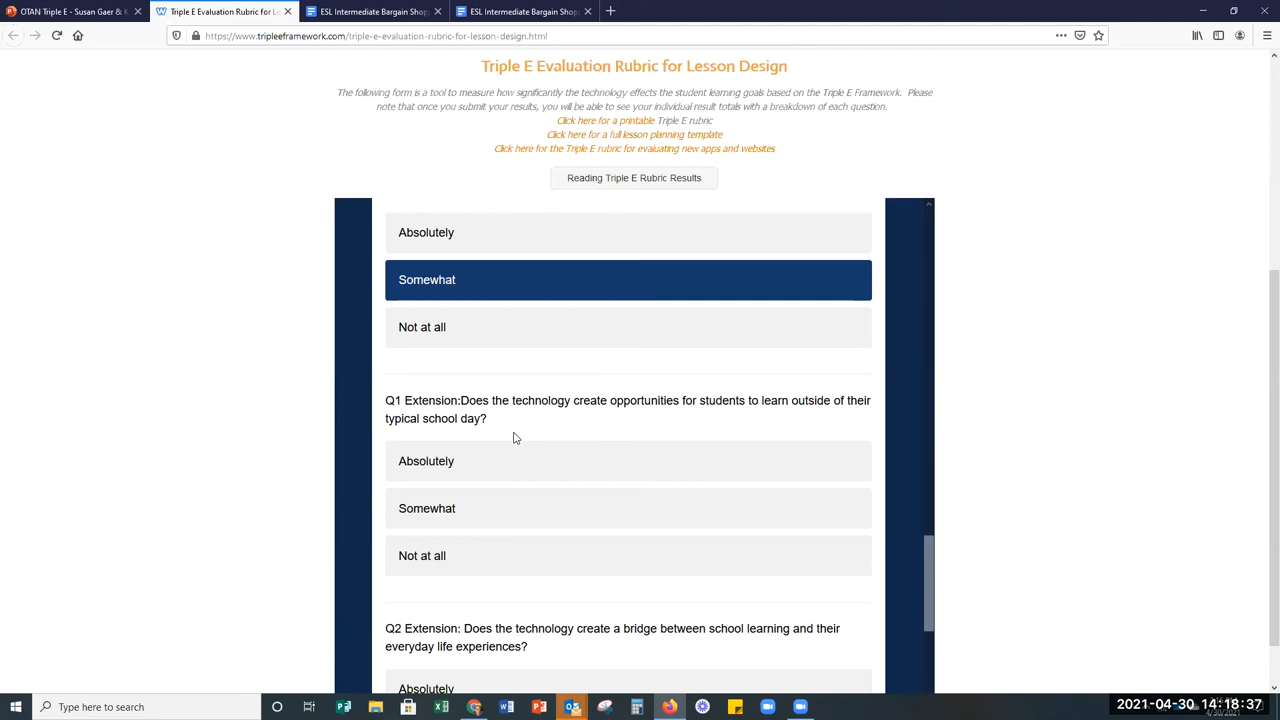 OTAN Triple E - Susan Gaer & K
Triple E Evaluation Rubric for L
ESL Intermediate Bargain Shop
ESL Intermediate Bargain Shop
https://www.tripleeframework.com/triple-e-evaluation-rubric-for-lesson-design.html
Triple E Evaluation Rubric for Lesson Design
The following form is a tool to measure how significantly the technology effects the student learning goals based on the Triple E Framework. Please
note that once you submit your results, you will be able to see your individual result totals with a breakdown of each question.
Click here for a printable Triple E rubric
Click here for a full lesson planning template
Click here for the Triple E rubric for evaluating new apps and websites
Reading Triple E Rubric Results
Absolutely
Somewhat
Not at all
Q1 Extension:Does the technology create opportunities for students to learn outside of their
typical school day?
Absolutely
Somewhat
Not at all
Q2 Extension: Does the technology create a bridge between school learning and their
everyday life experiences?
Absolutely
Type here to search
2021-04-30 14:18:37